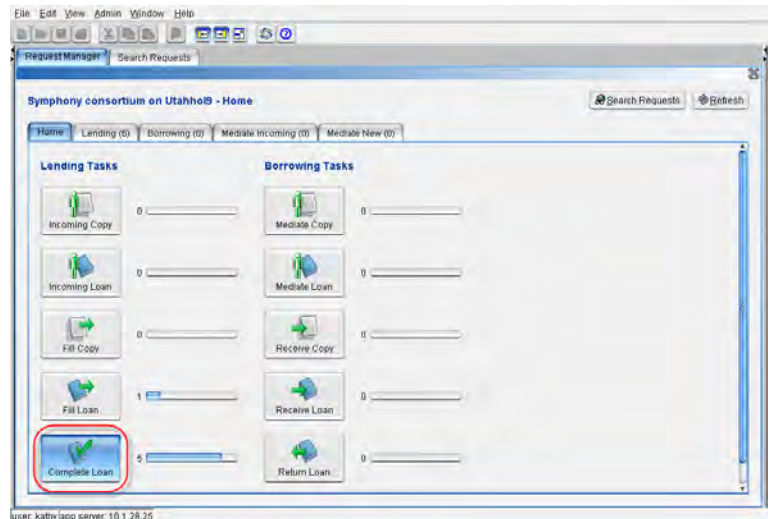 File Edit View Admin Window Help
Request Manager Search Requests
Symphony consortium on Utahhol9 - Home
Search Requests Refresh
Home Lending (6) Borrowing (0) Mediate Incoming (0) Mediate New (0)
Lending Tasks Borrowing Tasks
Incoming Copy 0 Mediate Copy 0
Incoming Loan 0 Mediate Loan 0
Fill Copy 0 Receive Copy 0
Fill Loan 1 Receive Loan 0
Complete Loan 5 Return Loan 0
user: kathy app server: 10.1.28.25